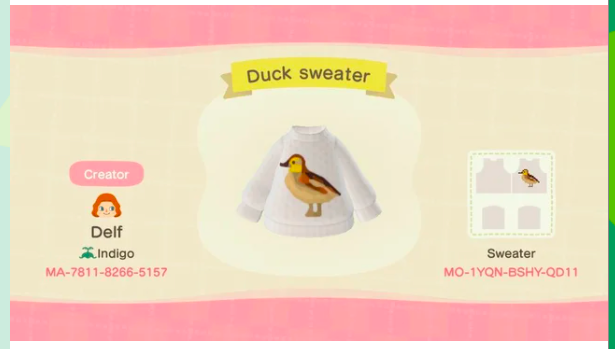 Duck sweater
Creator
Delf
Indigo
MA-7811-8266-5157
Sweater
MO-1YQN-BSHY-QD11